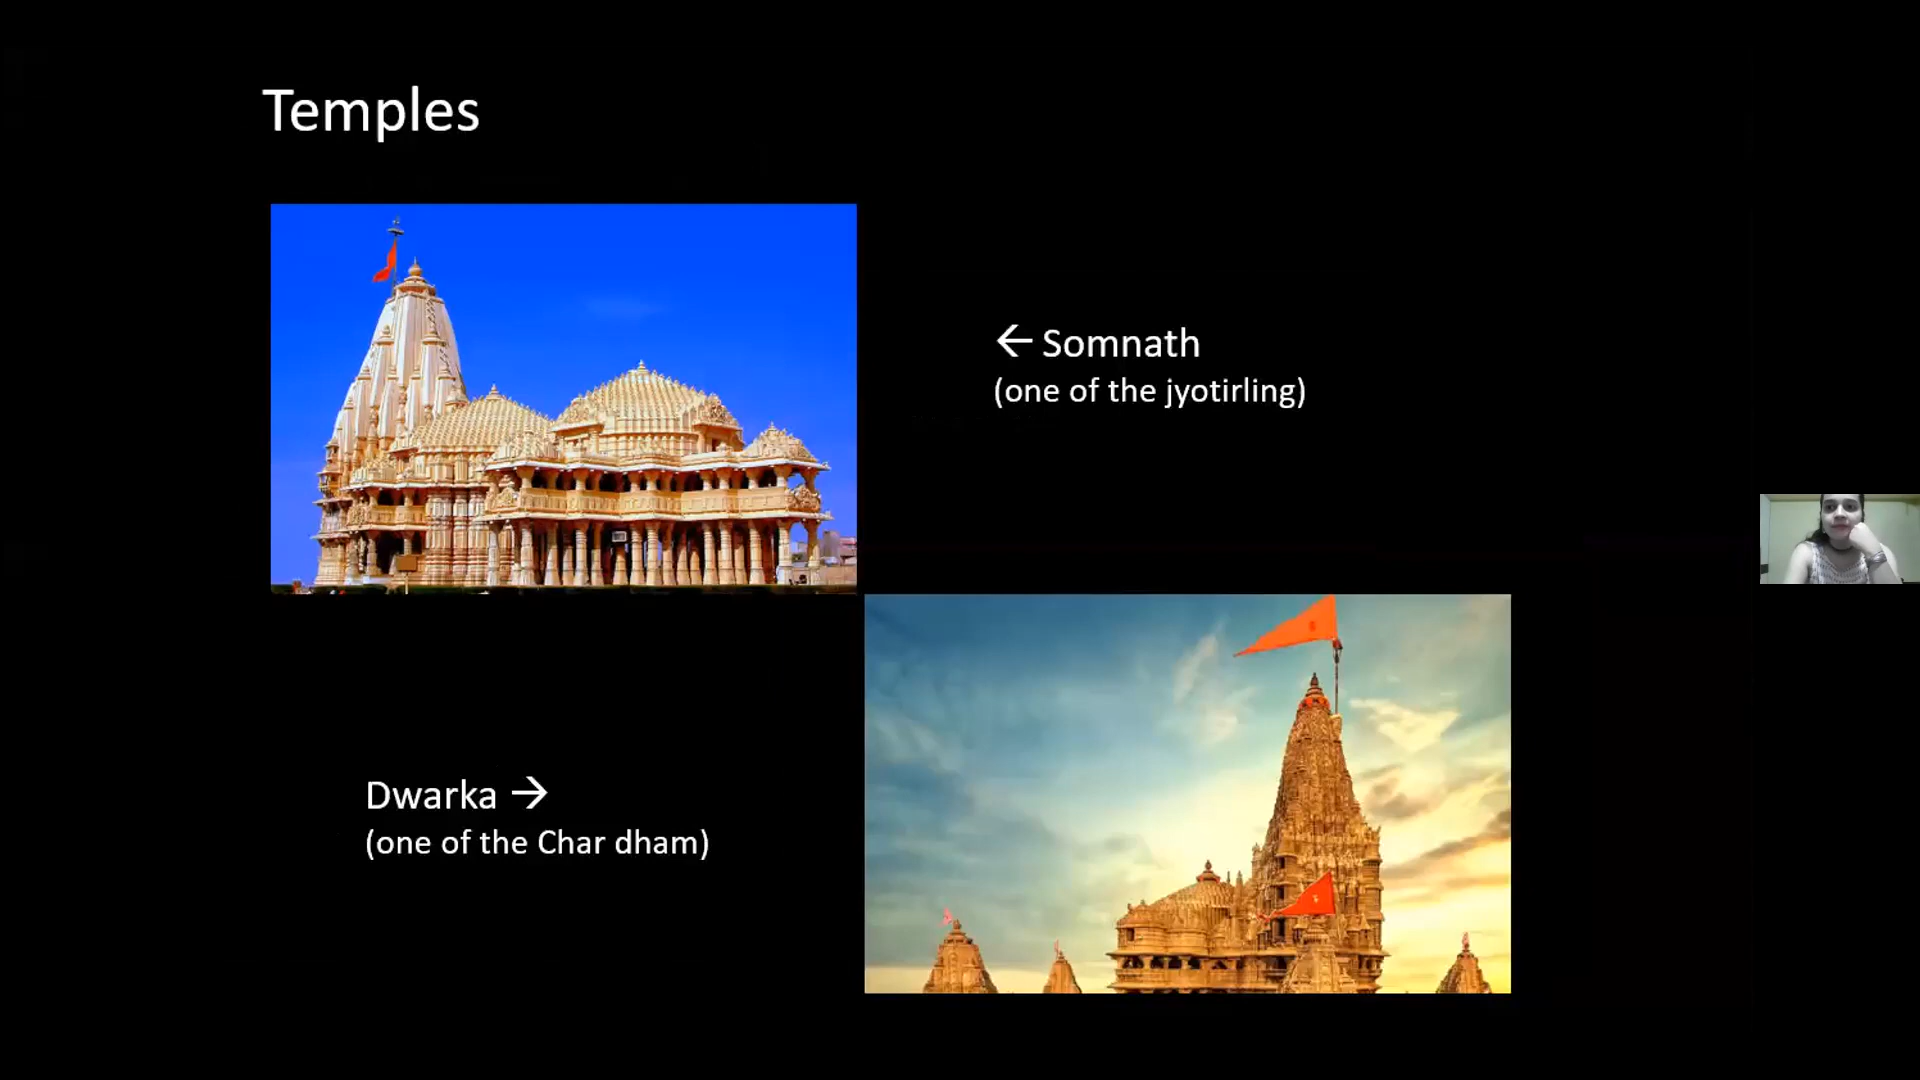 Temples
← Somnath
(one of the jyotirling)
Dwarka →
(one of the Char dham)